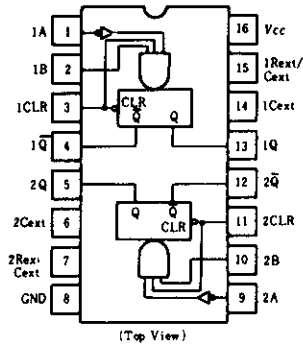 1A 1
16 Vcc
1B 2
15 1Rext/
Cext
1CLR 3
CLR
Q̄ Q
14 1Cext
1Q̄ 4
13 1Q
2Q 5
12 2Q̄
Q Q̄
2Cext 6
CLR
11 2CLR
2Rext
Cext 7
10 2B
GND 8
9 2A
(Top View)